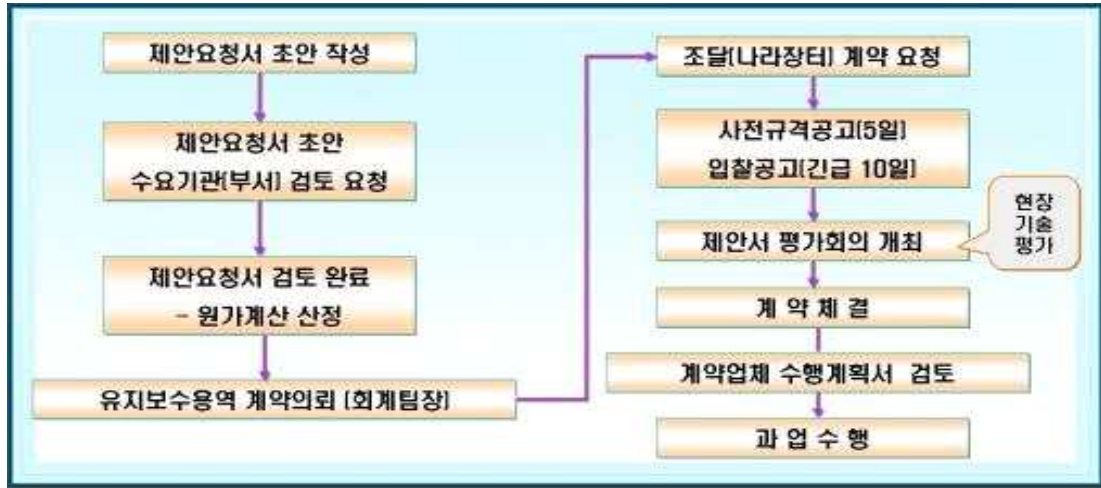 제안요청서 초안 작성
제안요청서 초안
수요기관(부서) 검토 요청
제안요청서 검토 완료
- 원가계산 산정
유지보수용역 계약의뢰 (회계팀장)
조달(나라장터) 계약 요청
사전규격공고(5일)
입찰공고(긴급 10일)
제안서 평가회의 개최
현장
기술
평가
계 약 체 결
계약업체 수행계획서 검토
과 업 수 행